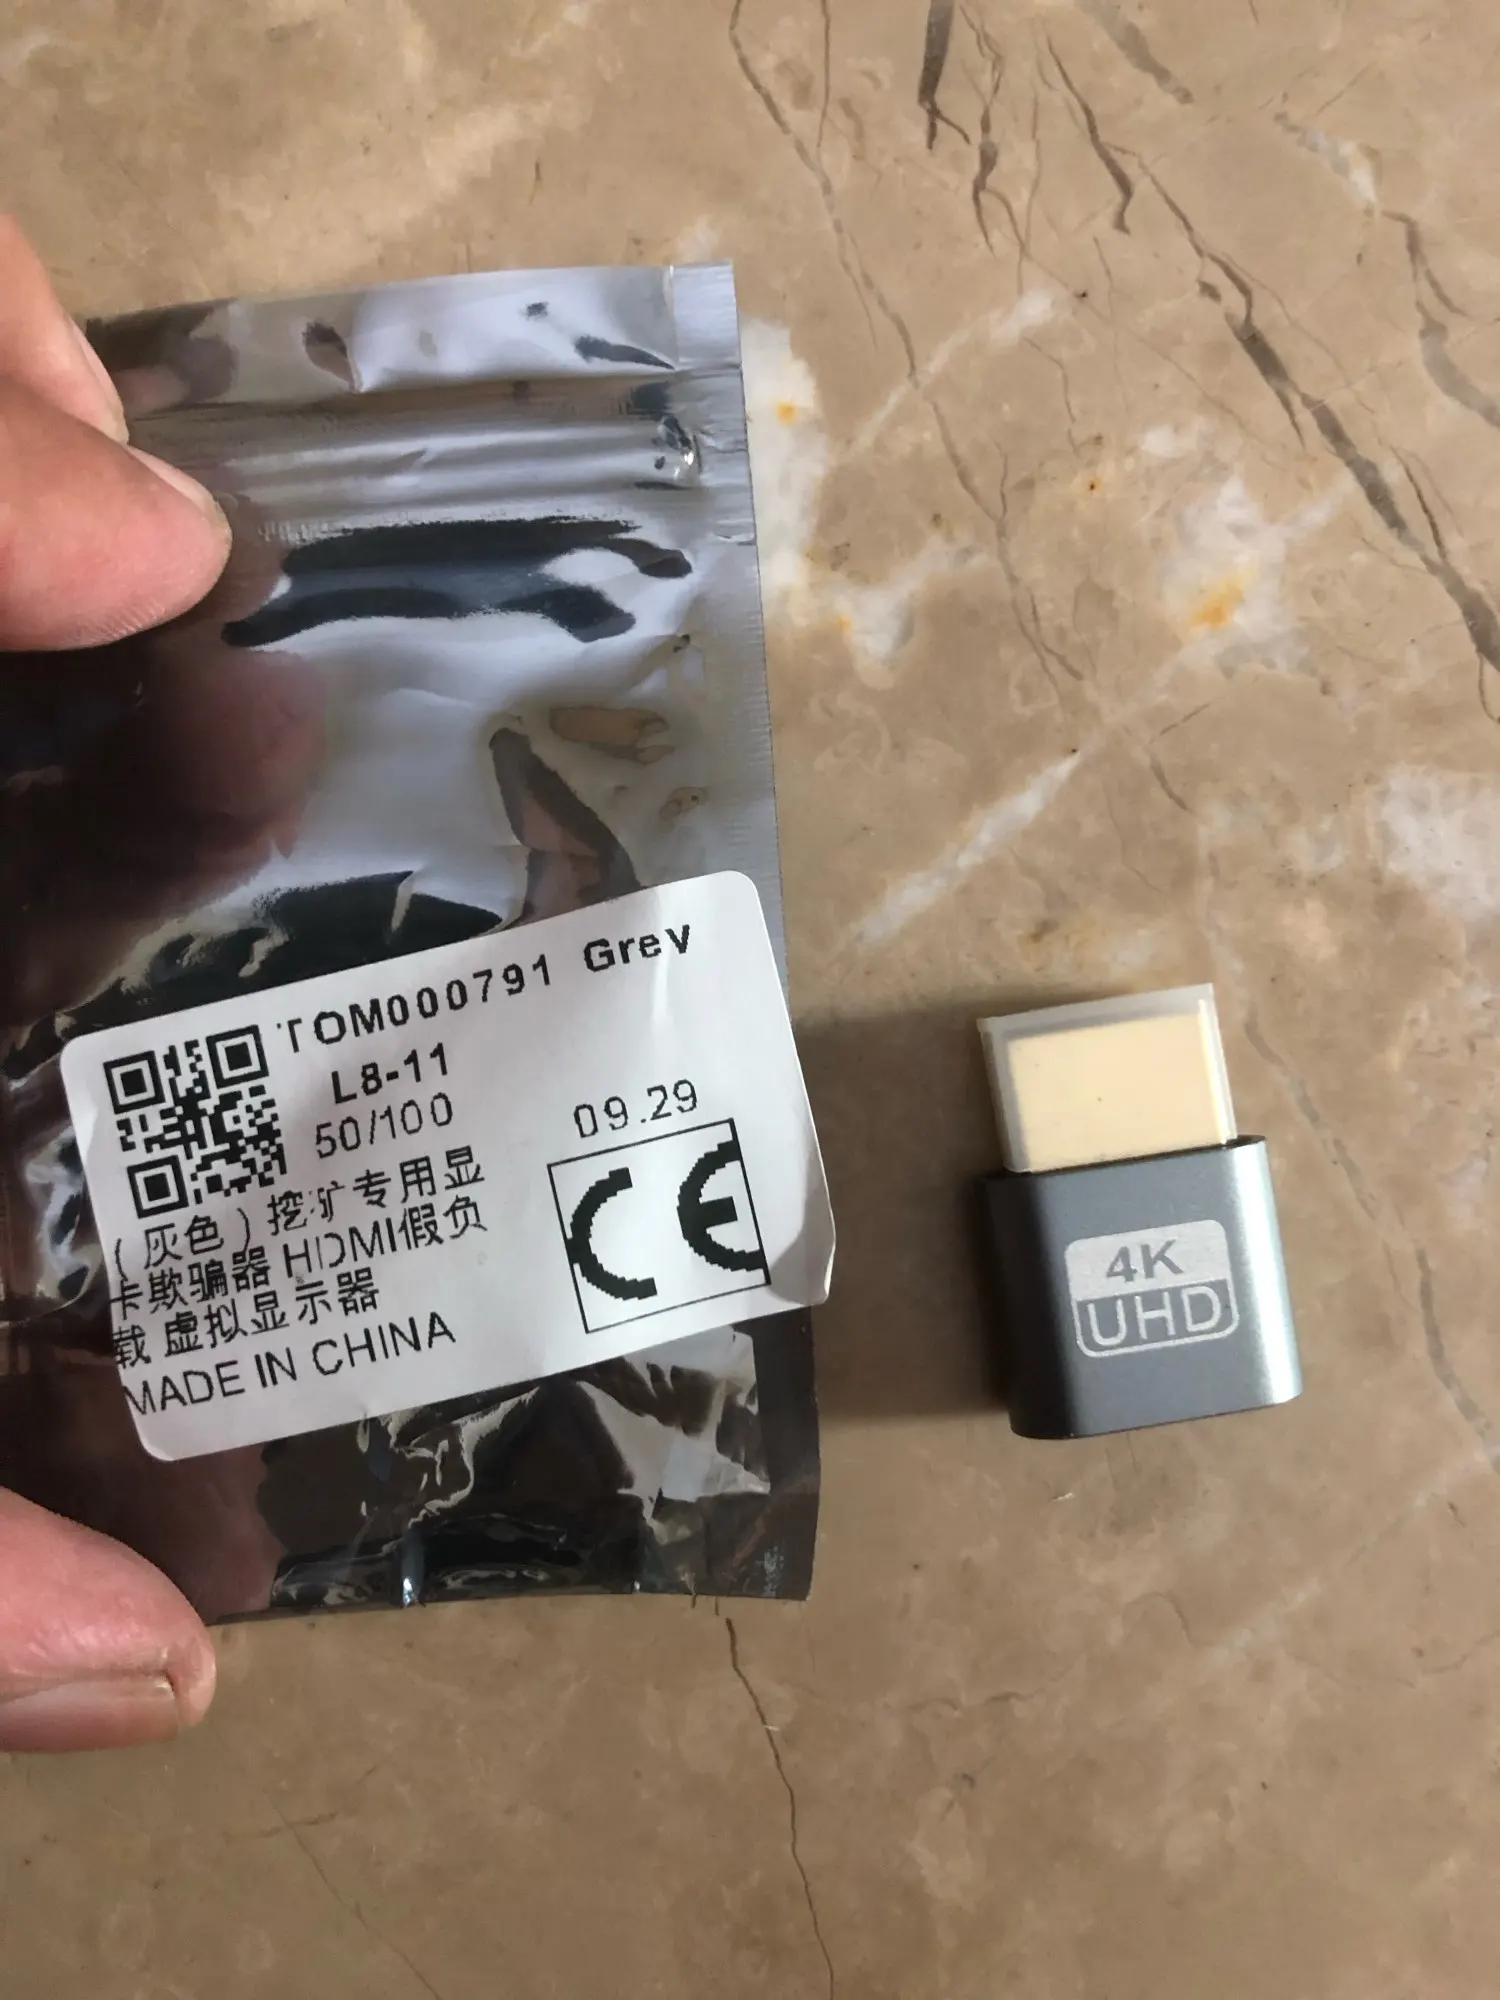 TOM000791 Grey
L8-11
50/100
09.29
CE
（灰色）挖矿专用显
卡欺骗器 HDMI假负
载 虚拟显示器
MADE IN CHINA
4K
UHD